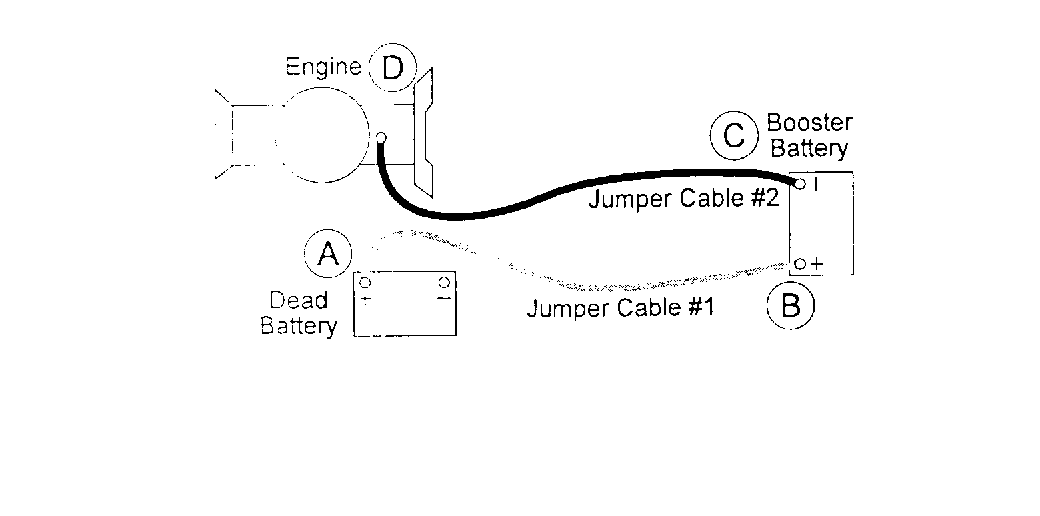 Engine D
C Booster
Battery
Jumper Cable #2
A
+
Dead
Battery
+ −
Jumper Cable #1
B